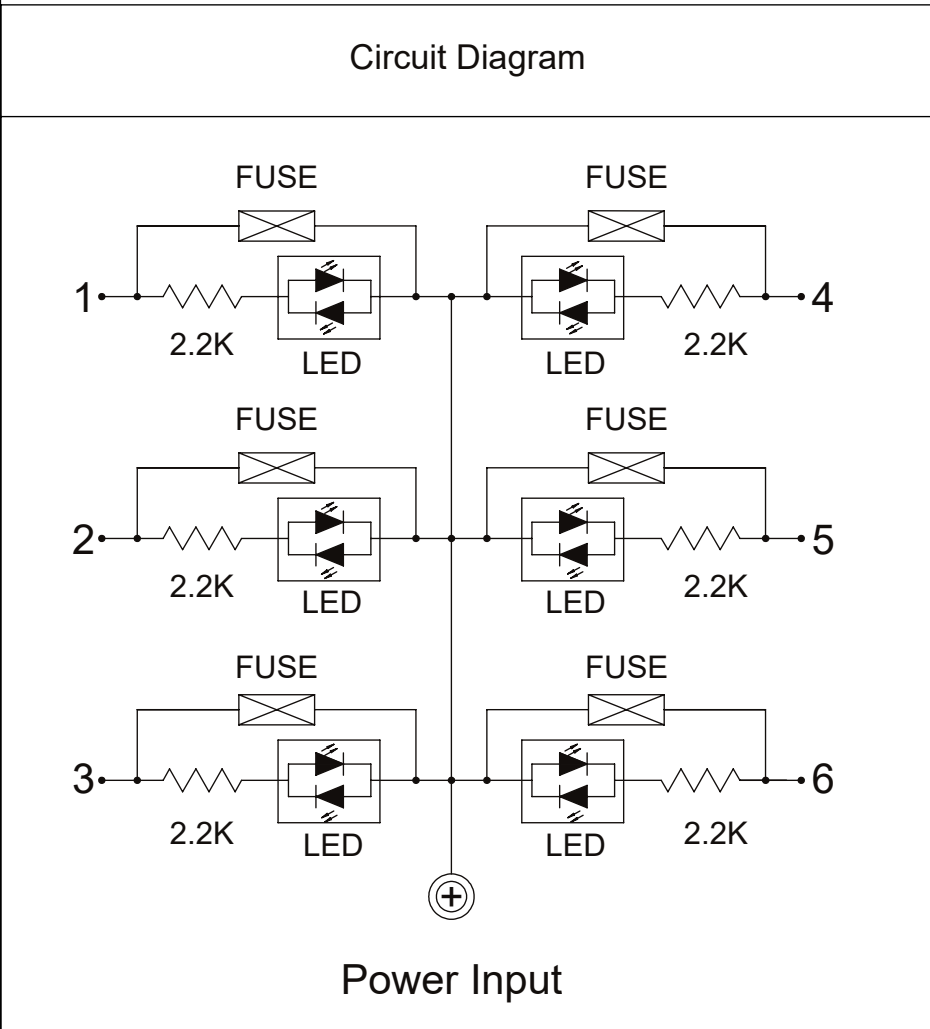 Circuit Diagram
FUSE FUSE
1 4
2.2K LED LED 2.2K
FUSE FUSE
2 5
2.2K LED LED 2.2K
FUSE FUSE
3 6
2.2K LED LED 2.2K
+
Power Input